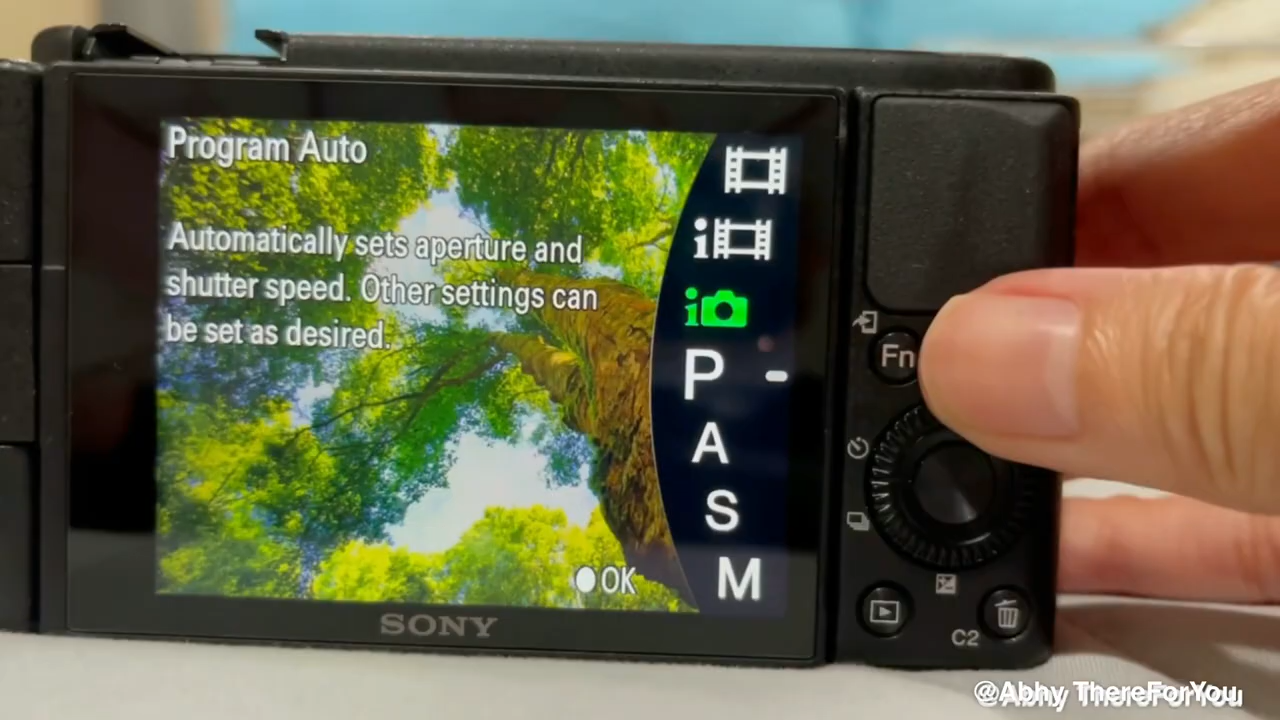 Program Auto
Automatically sets aperture and
shutter speed. Other settings can
be set as desired.
i
i
P -
A
S
M
OK
SONY
Fn
C2
@Abhy ThereForYou